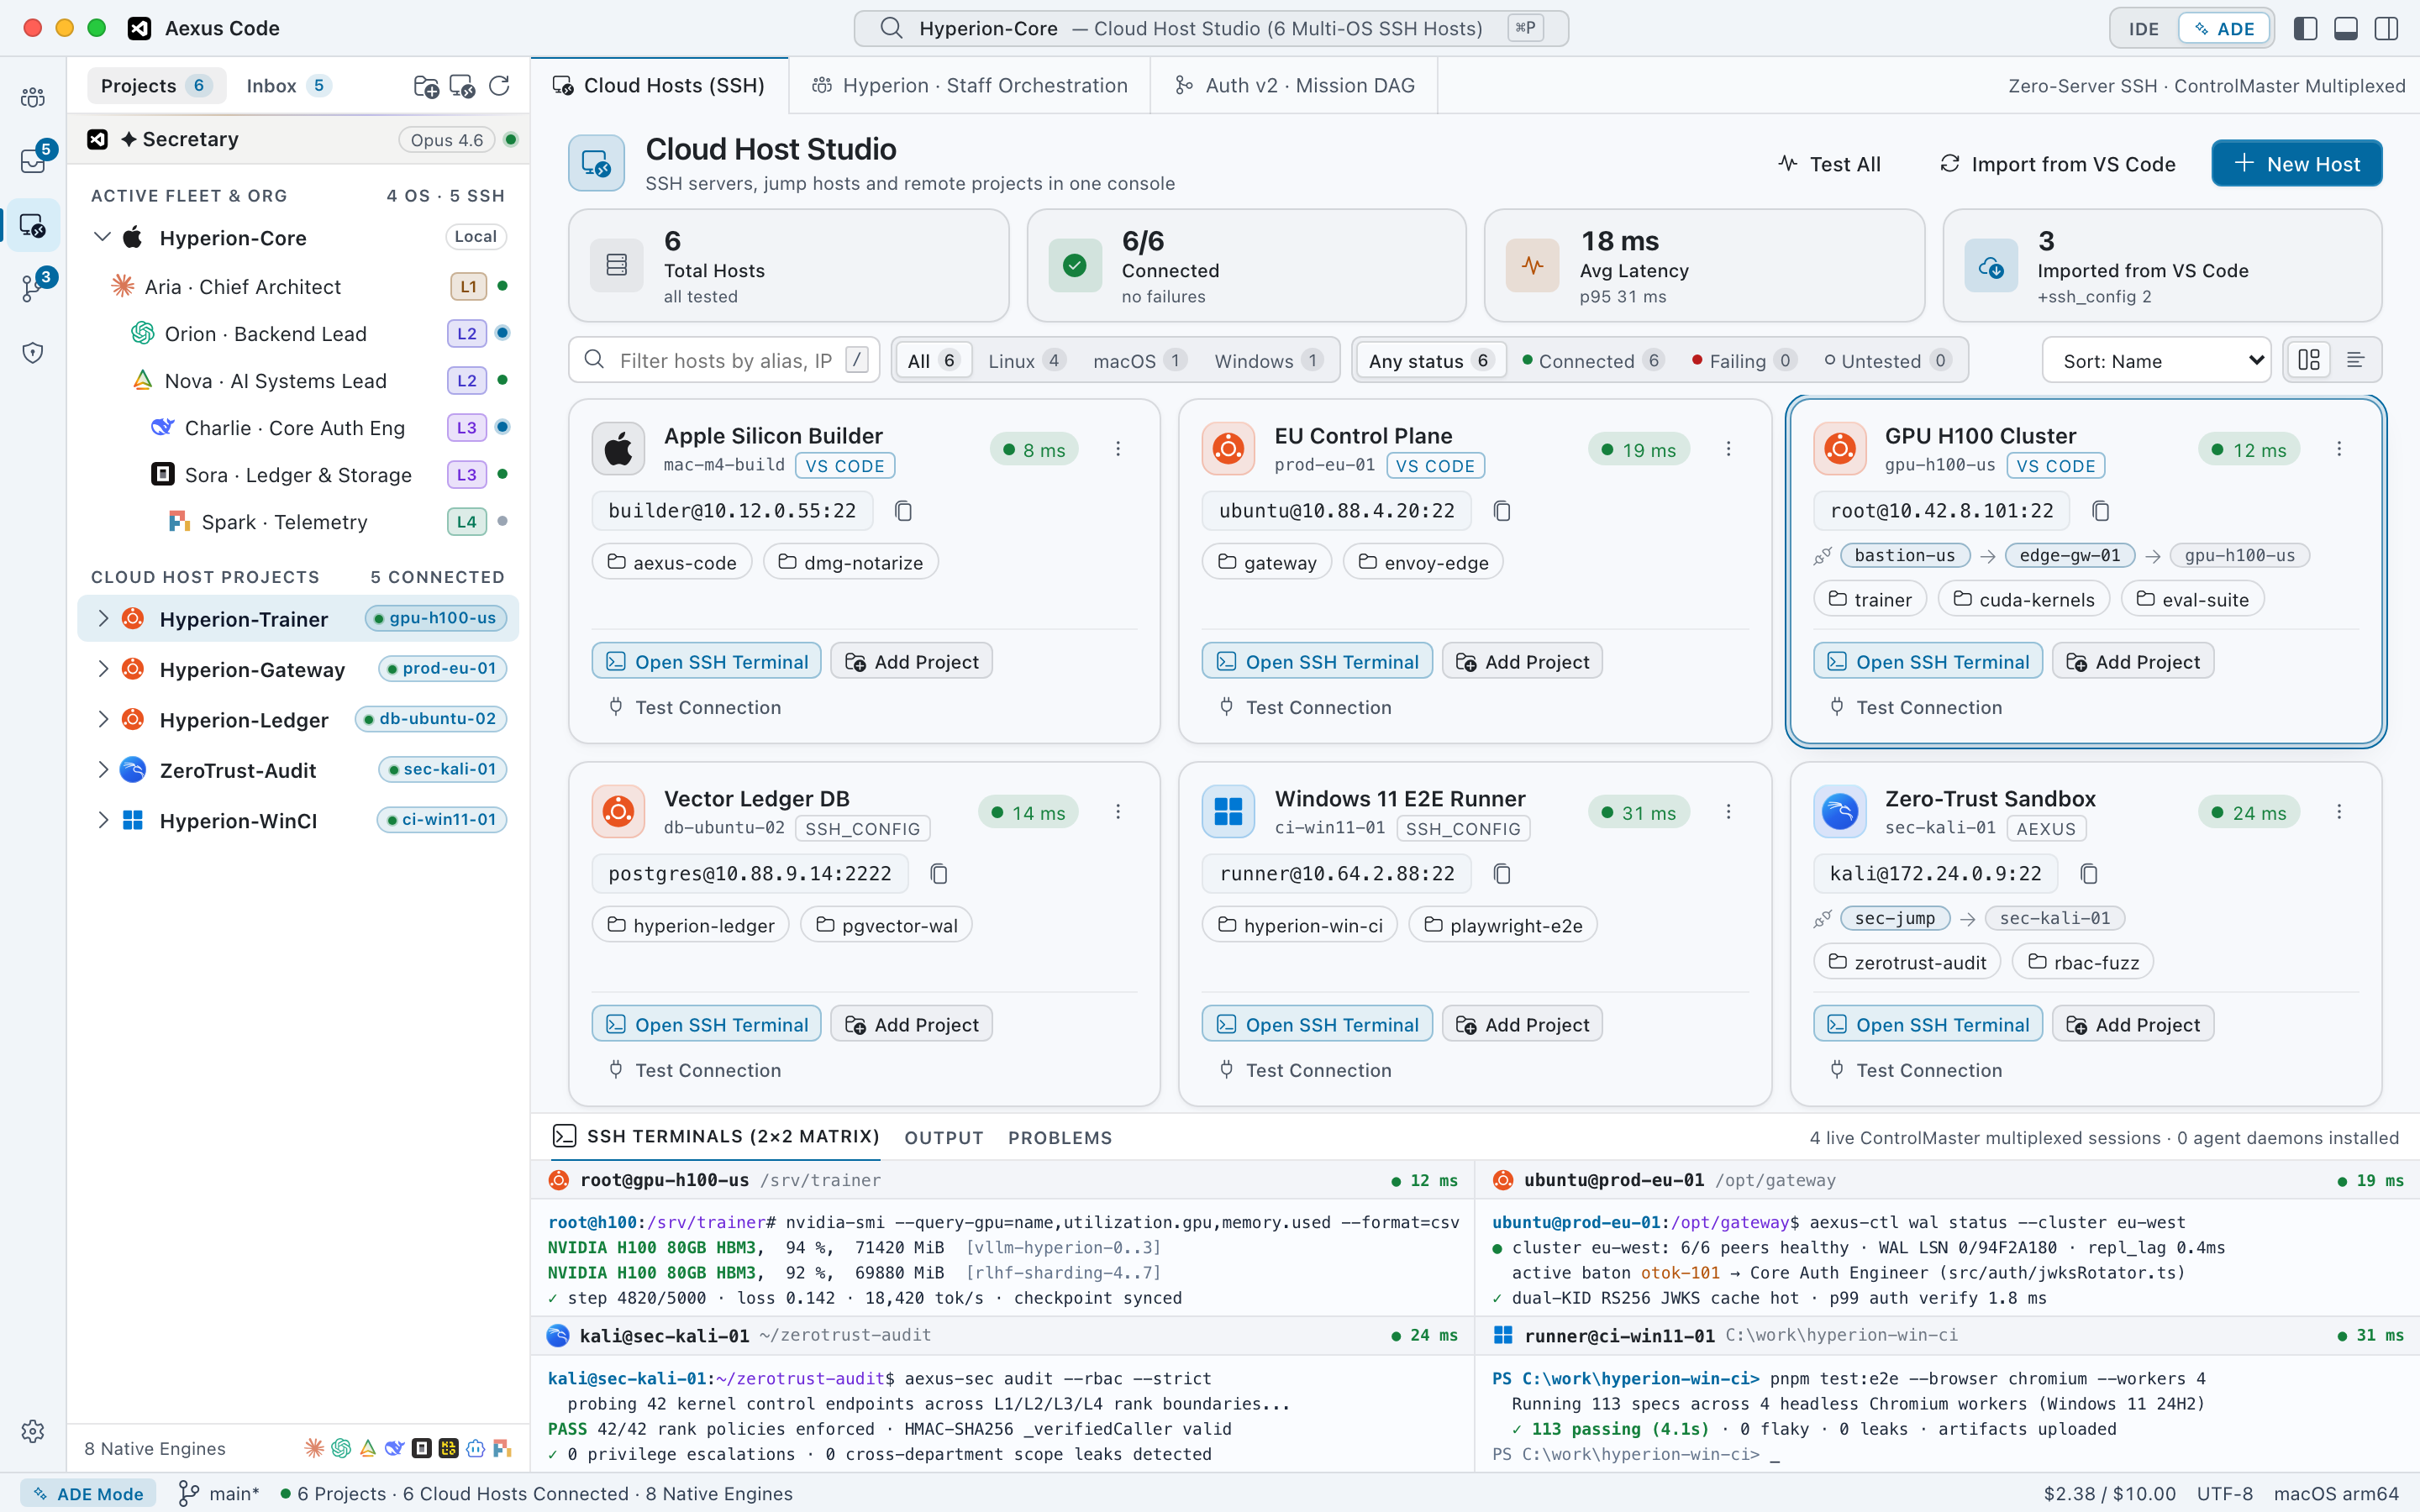 Aexus Code
Hyperion-Core — Cloud Host Studio (6 Multi-OS SSH Hosts) ⌘P
IDE ADE
Projects 6 Inbox 5
Cloud Hosts (SSH) Hyperion · Staff Orchestration Auth v2 · Mission DAG
Zero-Server SSH · ControlMaster Multiplexed
5
3
✦ Secretary Opus 4.6
ACTIVE FLEET & ORG 4 OS · 5 SSH
Hyperion-Core Local
Aria · Chief Architect L1
Orion · Backend Lead L2
Nova · AI Systems Lead L2
Charlie · Core Auth Eng L3
Sora · Ledger & Storage L3
Spark · Telemetry L4
CLOUD HOST PROJECTS 5 CONNECTED
Hyperion-Trainer gpu-h100-us
Hyperion-Gateway prod-eu-01
Hyperion-Ledger db-ubuntu-02
ZeroTrust-Audit sec-kali-01
Hyperion-WinCI ci-win11-01
8 Native Engines
Cloud Host Studio
SSH servers, jump hosts and remote projects in one console
Test All Import from VS Code New Host
6
Total Hosts
all tested
6/6
Connected
no failures
18 ms
Avg Latency
p95 31 ms
3
Imported from VS Code
+ssh_config 2
Filter hosts by alias, IP /
All 6 Linux 4 macOS 1 Windows 1
Any status 6 Connected 6 Failing 0 Untested 0
Sort: Name
Apple Silicon Builder
mac-m4-build VS CODE
8 ms
builder@10.12.0.55:22
aexus-code dmg-notarize
Open SSH Terminal Add Project
Test Connection
EU Control Plane
prod-eu-01 VS CODE
19 ms
ubuntu@10.88.4.20:22
gateway envoy-edge
Open SSH Terminal Add Project
Test Connection
GPU H100 Cluster
gpu-h100-us VS CODE
12 ms
root@10.42.8.101:22
bastion-us → edge-gw-01 → gpu-h100-us
trainer cuda-kernels eval-suite
Open SSH Terminal Add Project
Test Connection
Vector Ledger DB
db-ubuntu-02 SSH_CONFIG
14 ms
postgres@10.88.9.14:2222
hyperion-ledger pgvector-wal
Open SSH Terminal Add Project
Test Connection
Windows 11 E2E Runner
ci-win11-01 SSH_CONFIG
31 ms
runner@10.64.2.88:22
hyperion-win-ci playwright-e2e
Open SSH Terminal Add Project
Test Connection
Zero-Trust Sandbox
sec-kali-01 AEXUS
24 ms
kali@172.24.0.9:22
sec-jump → sec-kali-01
zerotrust-audit rbac-fuzz
Open SSH Terminal Add Project
Test Connection
SSH TERMINALS (2×2 MATRIX) OUTPUT PROBLEMS
4 live ControlMaster multiplexed sessions · 0 agent daemons installed
root@gpu-h100-us /srv/trainer ● 12 ms
root@h100:/srv/trainer# nvidia-smi --query-gpu=name,utilization.gpu,memory.used --format=csv
NVIDIA H100 80GB HBM3, 94 %, 71420 MiB [vllm-hyperion-0..3]
NVIDIA H100 80GB HBM3, 92 %, 69880 MiB [rlhf-sharding-4..7]
✓ step 4820/5000 · loss 0.142 · 18,420 tok/s · checkpoint synced
ubuntu@prod-eu-01 /opt/gateway ● 19 ms
ubuntu@prod-eu-01:/opt/gateway$ aexus-ctl wal status --cluster eu-west
● cluster eu-west: 6/6 peers healthy · WAL LSN 0/94F2A180 · repl_lag 0.4ms
active baton otok-101 → Core Auth Engineer (src/auth/jwksRotator.ts)
✓ dual-KID RS256 JWKS cache hot · p99 auth verify 1.8 ms
kali@sec-kali-01 ~/zerotrust-audit ● 24 ms
kali@sec-kali-01:~/zerotrust-audit$ aexus-sec audit --rbac --strict
probing 42 kernel control endpoints across L1/L2/L3/L4 rank boundaries...
PASS 42/42 rank policies enforced · HMAC-SHA256 _verifiedCaller valid
✓ 0 privilege escalations · 0 cross-department scope leaks detected
runner@ci-win11-01 C:\work\hyperion-win-ci ● 31 ms
PS C:\work\hyperion-win-ci> pnpm test:e2e --browser chromium --workers 4
Running 113 specs across 4 headless Chromium workers (Windows 11 24H2)
✓ 113 passing (4.1s) · 0 flaky · 0 leaks · artifacts uploaded
PS C:\work\hyperion-win-ci> _
ADE Mode main* ● 6 Projects · 6 Cloud Hosts Connected · 8 Native Engines
$2.38 / $10.00 UTF-8 macOS arm64